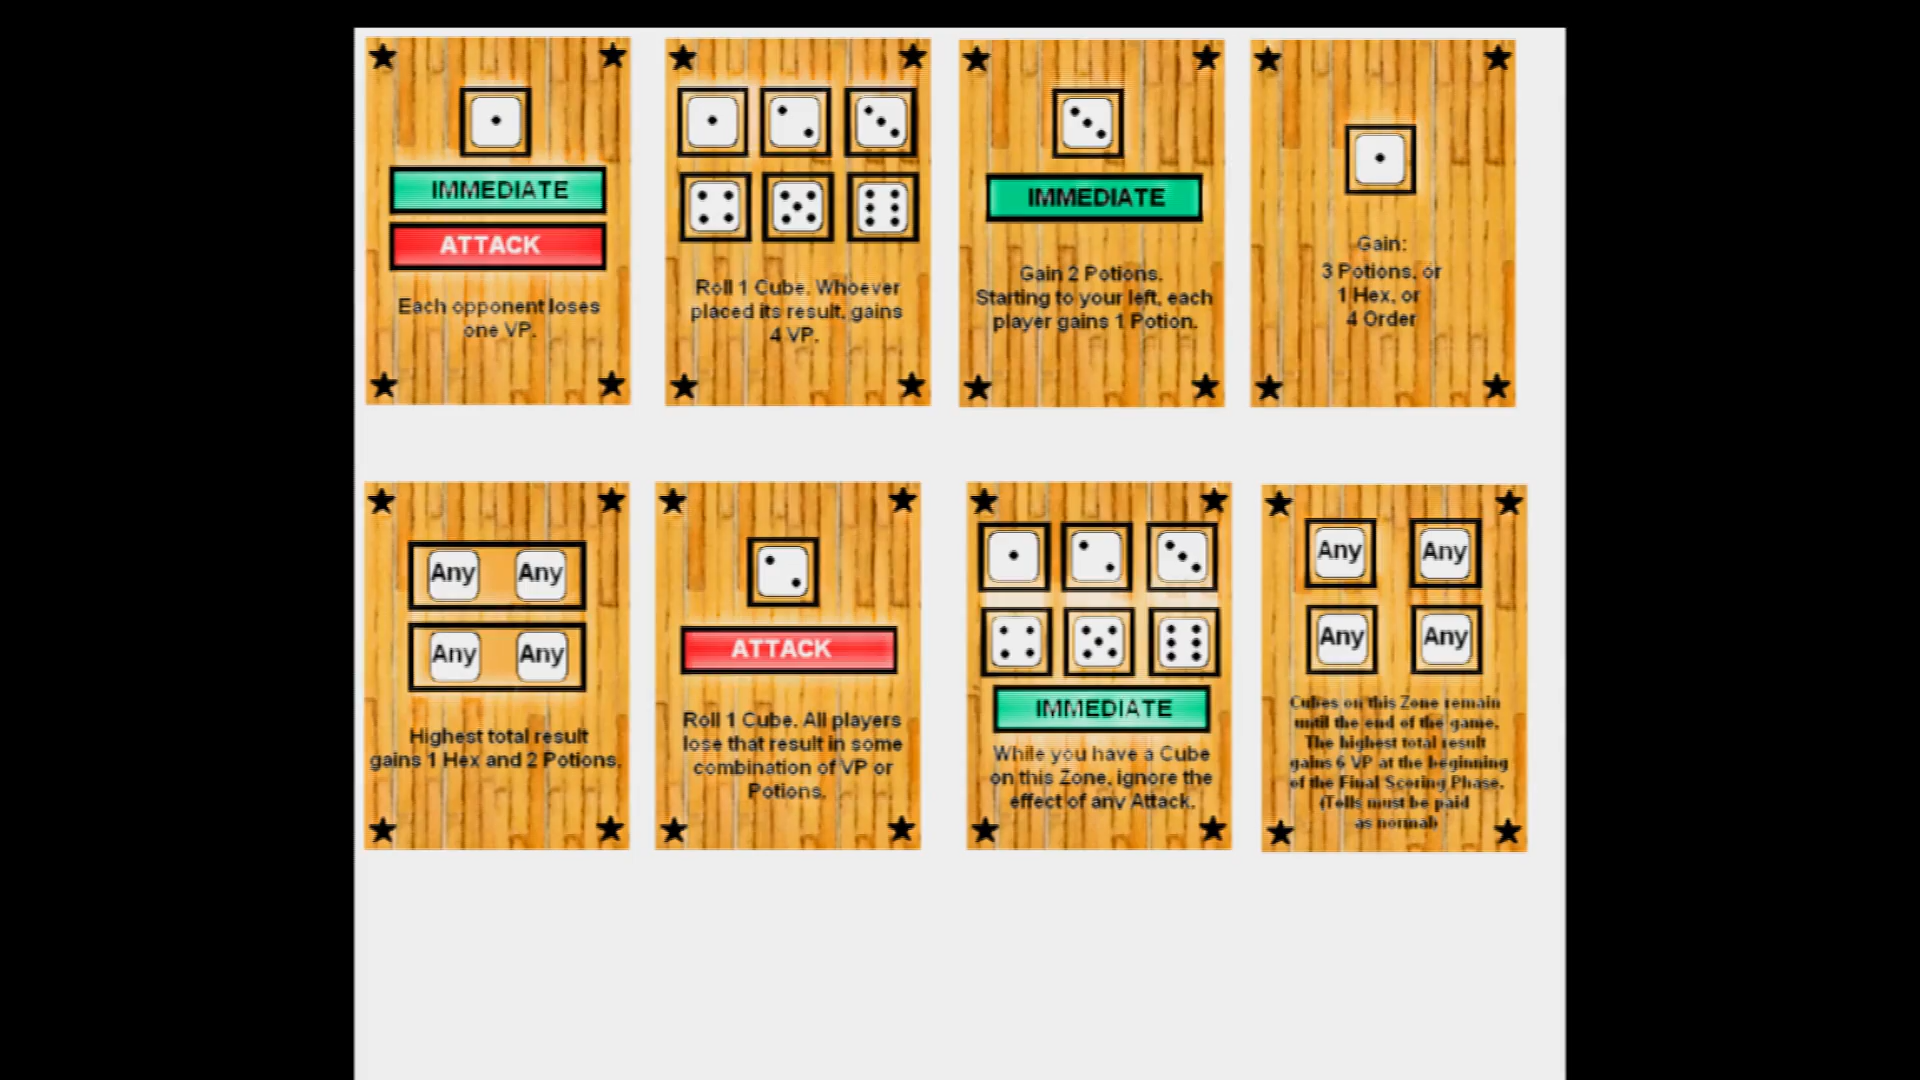 IMMEDIATE
ATTACK
Each opponent loses
one VP.
Roll 1 Cube. Whoever
placed its result, gains
4 VP.
IMMEDIATE
Gain 2 Potions.
Starting to your left, each
player gains 1 Potion.
Gain:
3 Potions, or
1 Hex, or
4 Order
Any Any
Any Any
Highest total result
gains 1 Hex and 2 Potions.
ATTACK
Roll 1 Cube. All players
lose that result in some
combination of VP or
Potions.
IMMEDIATE
While you have a Cube
on this Zone, ignore the
effect of any Attack.
Any Any
Any Any
Cubes on this Zone remain
until the end of the game.
The highest total result
gains 6 VP at the beginning
of the Final Scoring Phase.
(Tolls must be paid
as normal)